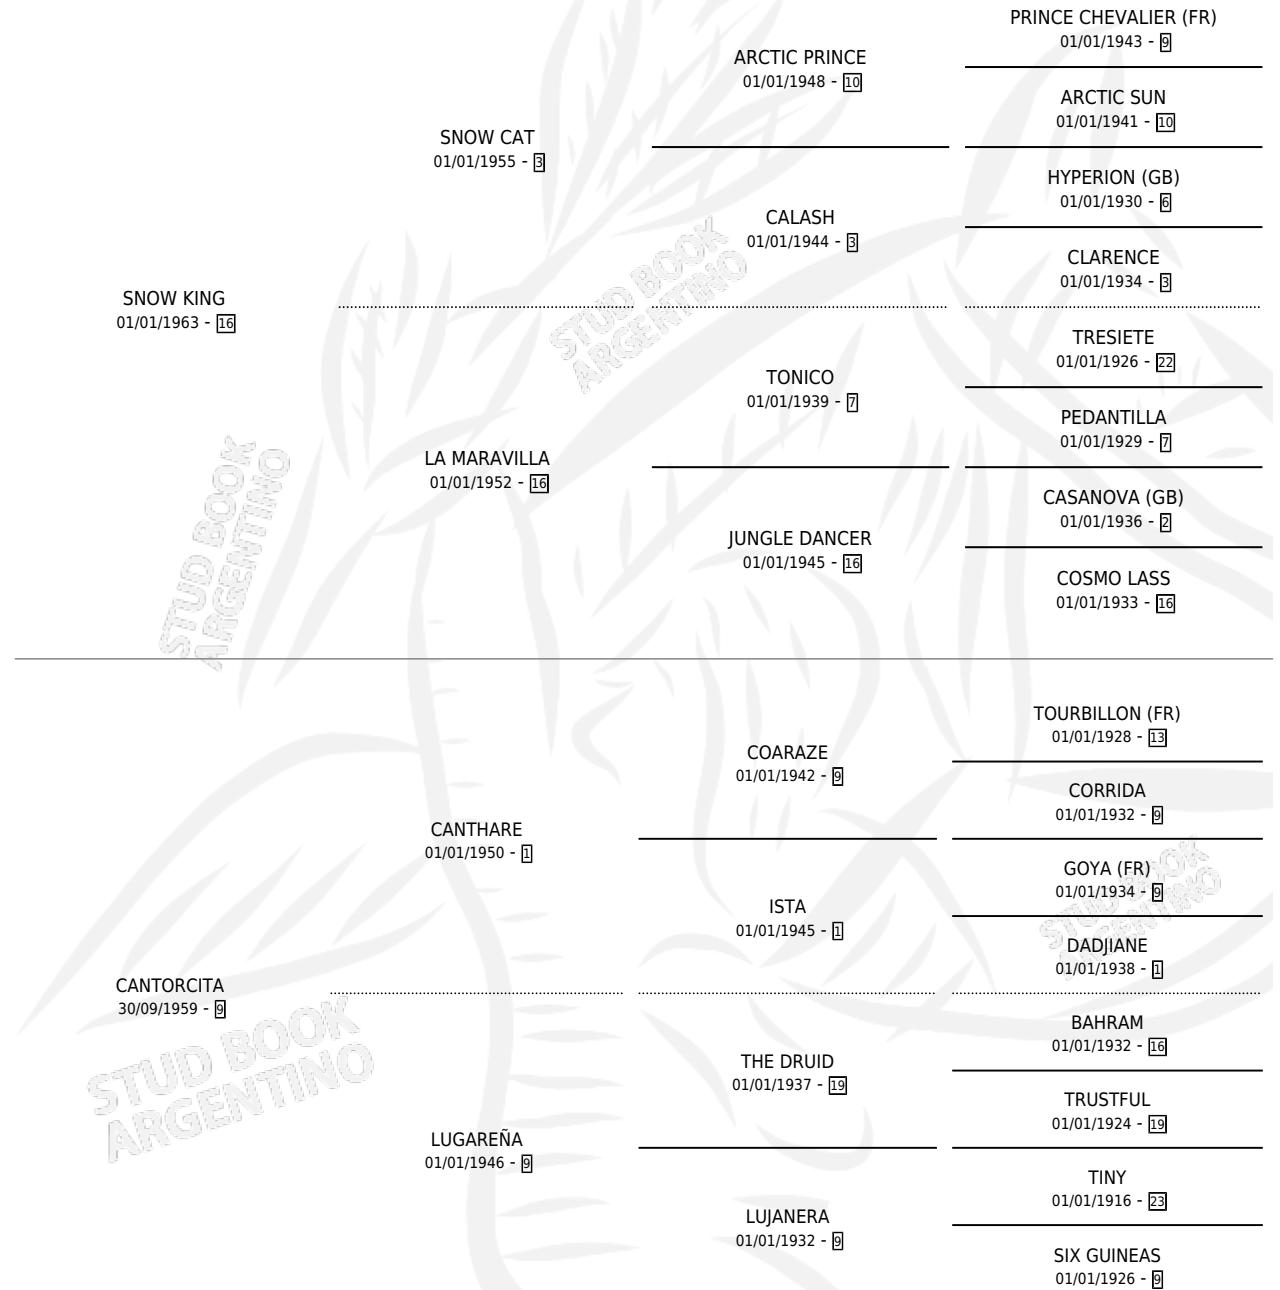 PRINCE CHEVALIER (FR)
01/01/1943 - 9
ARCTIC PRINCE
01/01/1948 - 10
ARCTIC SUN
01/01/1941 - 10
SNOW CAT
01/01/1955 - 3
HYPERION (GB)
01/01/1930 - 6
CALASH
01/01/1944 - 3
CLARENCE
01/01/1934 - 3
SNOW KING
01/01/1963 - 16
TRESIETE
01/01/1926 - 22
TONICO
01/01/1939 - 7
PEDANTILLA
01/01/1929 - 7
LA MARAVILLA
01/01/1952 - 16
CASANOVA (GB)
01/01/1936 - 2
JUNGLE DANCER
01/01/1945 - 16
COSMO LASS
01/01/1933 - 16
TOURBILLON (FR)
01/01/1928 - 13
COARAZE
01/01/1942 - 9
CORRIDA
01/01/1932 - 9
CANTHARE
01/01/1950 - 1
GOYA (FR)
01/01/1934 - 9
ISTA
01/01/1945 - 1
DADJIANE
01/01/1938 - 1
CANTORCITA
30/09/1959 - 9
BAHRAM
01/01/1932 - 16
THE DRUID
01/01/1937 - 19
TRUSTFUL
01/01/1924 - 19
LUGAREÑA
01/01/1946 - 9
TINY
01/01/1916 - 23
LUJANERA
01/01/1932 - 9
SIX GUINEAS
01/01/1926 - 9
STUD BOOK
ARGENTINO
STUD BOOK
ARGENTINO
STUD BOOK
ARGENTINO
STUD BOOK
ARGENTINO